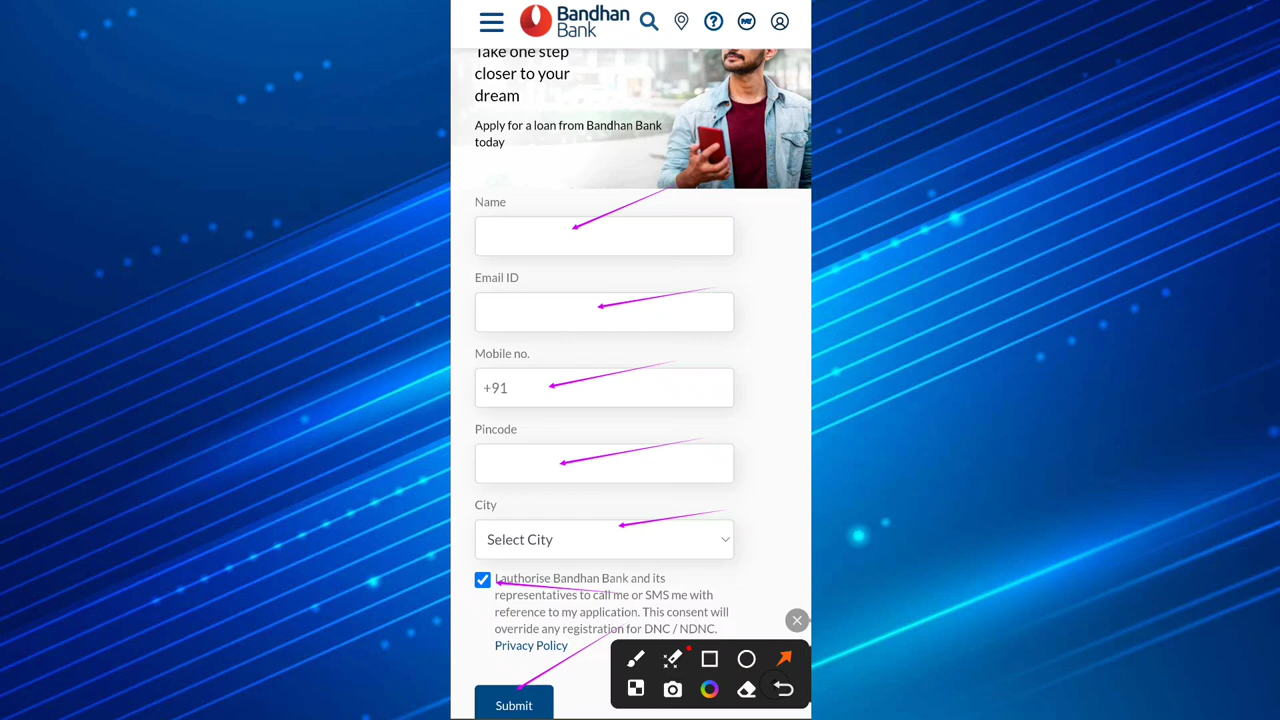 Bandhan
Bank
Take one step
closer to your
dream
Apply for a loan from Bandhan Bank
today
Name
Email ID
Mobile no.
+91
Pincode
City
Select City
I authorise Bandhan Bank and its
representatives to call me or SMS me with
reference to my application. This consent will
override any registration for DNC / NDNC.
Privacy Policy
Submit